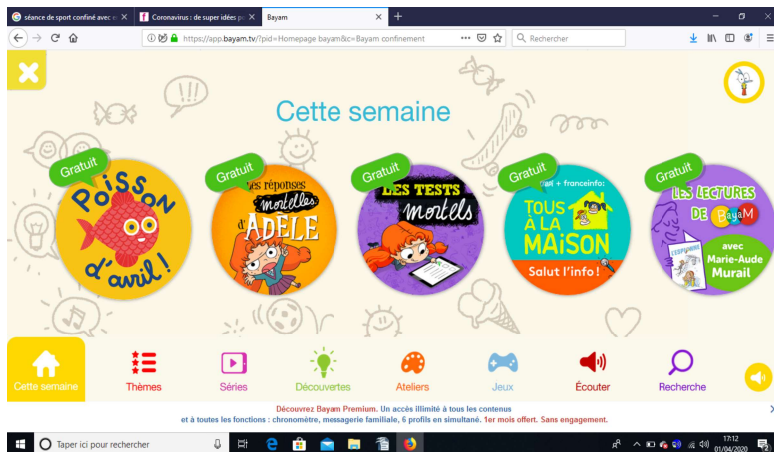 séance de sport confiné avec e
Coronavirus : de super idées po
Bayam
https://app.bayam.tv/?pid=Homepage bayam&c=Bayam confinement
Rechercher
Cette semaine
Gratuit
Poisson
d'avril !
Gratuit
les réponses
mortelles
d'ADÈLE
Gratuit
LES TESTS
mortels
Gratuit
+ franceinfo:
TOUS
À LA
MAiSON
Salut l'info !
Gratuit
LES LECTURES
DE BayaM
avec
Marie-Aude
Murail
Cette semaine
Thèmes
Séries
Découvertes
Ateliers
Jeux
Écouter
Recherche
Découvrez Bayam Premium. Un accès illimité à tous les contenus
et à toutes les fonctions : chronomètre, messagerie familiale, 6 profils en simultané. 1er mois offert. Sans engagement.
Taper ici pour rechercher
17:12
01/04/2020